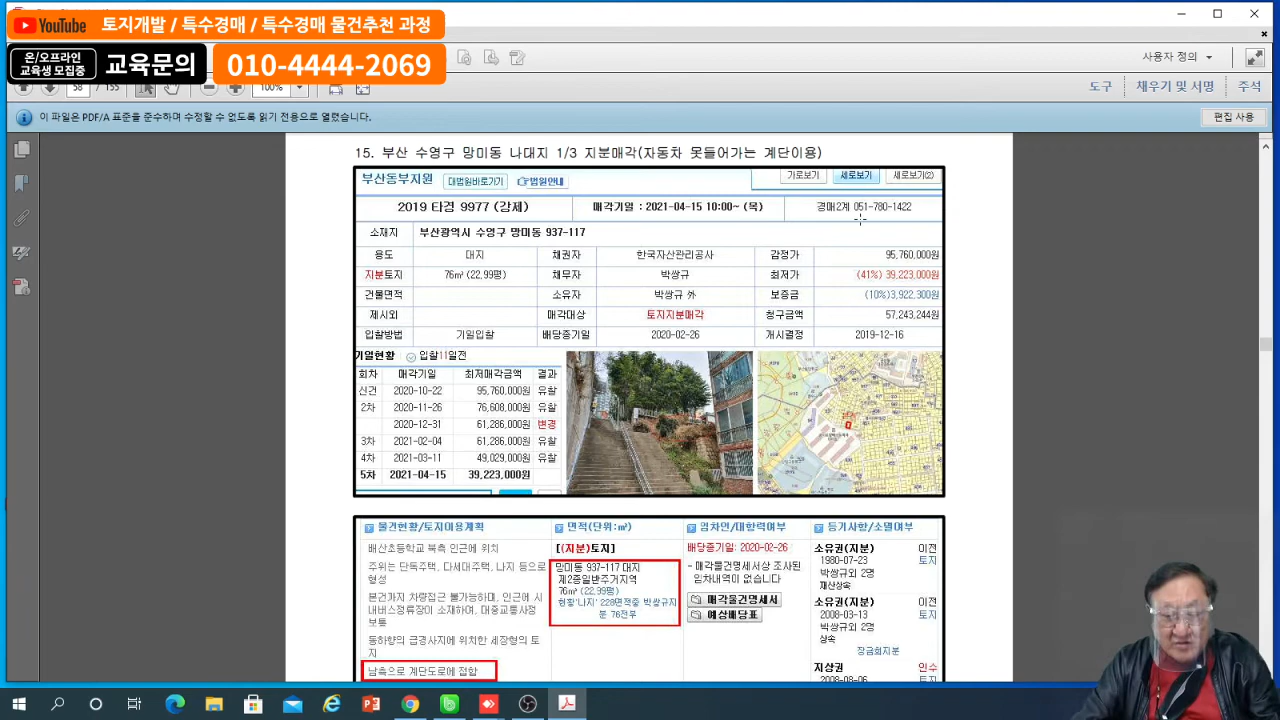 YouTube 토지개발 / 특수경매 / 특수경매 물건추천 과정
온/오프라인
교육생 모집중
교육문의
010-4444-2069
사용자 정의
58 / 155
100%
도구
채우기 및 서명
주석
이 파일은 PDF/A 표준을 준수하며 수정할 수 없도록 읽기 전용으로 열렸습니다.
편집 사용
15. 부산 수영구 망미동 나대지 1/3 지분매각(자동차 못들어가는 계단이용)
부산동부지원 대법원바로가기 법원안내 가로보기 세로보기 세로보기(2)
2019 타경 9977 (강제) 매각기일 : 2021-04-15 10:00~ (목) 경매2계 051-780-1422
소재지 부산광역시 수영구 망미동 937-117
용도 대지 채권자 한국자산관리공사 감정가 95,760,000원
지분토지 76㎡ (22.99평) 채무자 박쌍규 최저가 (41%) 39,223,000원
건물면적 소유자 박쌍규 外 보증금 (10%)3,922,300원
제시외 매각대상 토지지분매각 청구금액 57,243,244원
입찰방법 기일입찰 배당종기일 2020-02-26 개시결정 2019-12-16
기일현황 입찰11일전
회차 매각기일 최저매각금액 결과
신건 2020-10-22 95,760,000원 유찰
2차 2020-11-26 76,608,000원 유찰
2020-12-31 61,286,000원 변경
3차 2021-02-04 61,286,000원 유찰
4차 2021-03-11 49,029,000원 유찰
5차 2021-04-15 39,223,000원
물건현황/토지이용계획
배산초등학교 북측 인근에 위치
주위는 단독주택, 다세대주택, 나지 등으로
형성
본건까지 차량접근 불가능하며, 인근에 시
내버스정류장이 소재하며, 대중교통사정
보통
동하향의 급경사지에 위치한 세장형의 토
지
남측으로 계단도로에 접함
면적(단위:㎡)
[(지분)토지]
망미동 937-117 대지
제2종일반주거지역
76㎡ (22.99평)
현황'나지' 228면적중 박쌍규지
분 76전부
임차인/대항력여부
배당종기일: 2020-02-26
- 매각물건명세서상 조사된
임차내역이 없습니다
매각물건명세서
예상배당표
등기사항/소멸여부
소유권(지분) 이전
1980-07-23 토지
박쌍규외 2명
재산상속
소유권(지분) 이전
2008-03-13 토지
박쌍규외 2명
상속
장금희지분
지상권 인수
2008-08-06 토지